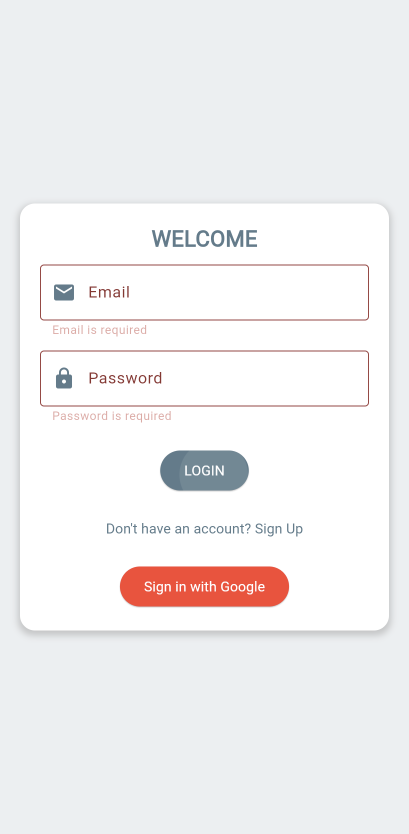 WELCOME
Email
Email is required
Password
Password is required
LOGIN
Don't have an account? Sign Up
Sign in with Google